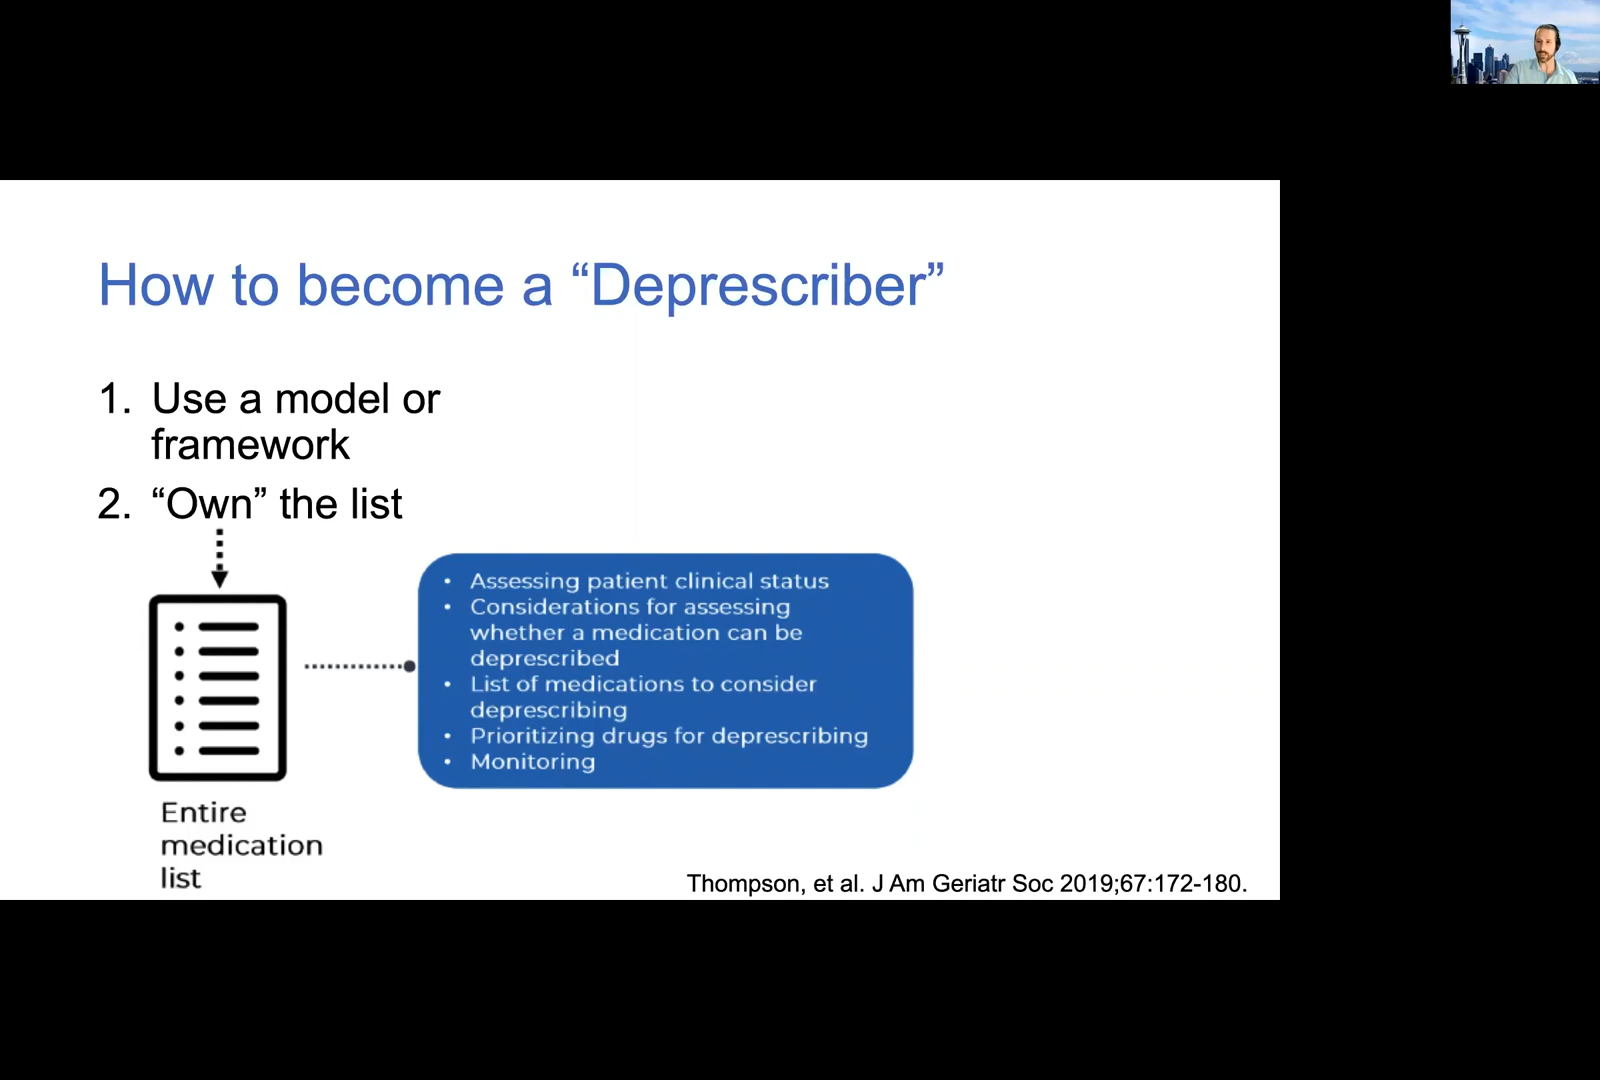 How to become a “Deprescriber”
1. Use a model or
framework
2. “Own” the list
• Assessing patient clinical status
• Considerations for assessing
whether a medication can be
deprescribed
• List of medications to consider
deprescribing
• Prioritizing drugs for deprescribing
• Monitoring
Entire
medication
list
Thompson, et al. J Am Geriatr Soc 2019;67:172-180.